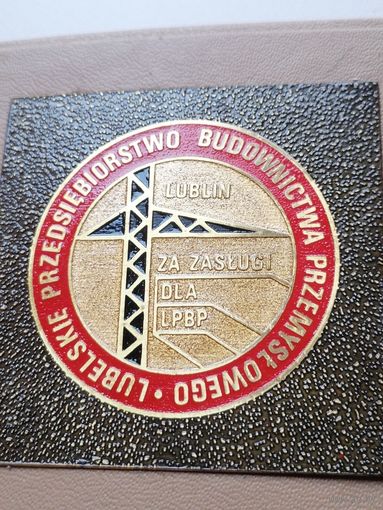 LUBELSKIE PRZEDSIĘBIORSTWO BUDOWNICTWA PRZEMYSŁOWEGO •
LUBLIN
ZA ZASŁUGI
DLA
LPBP